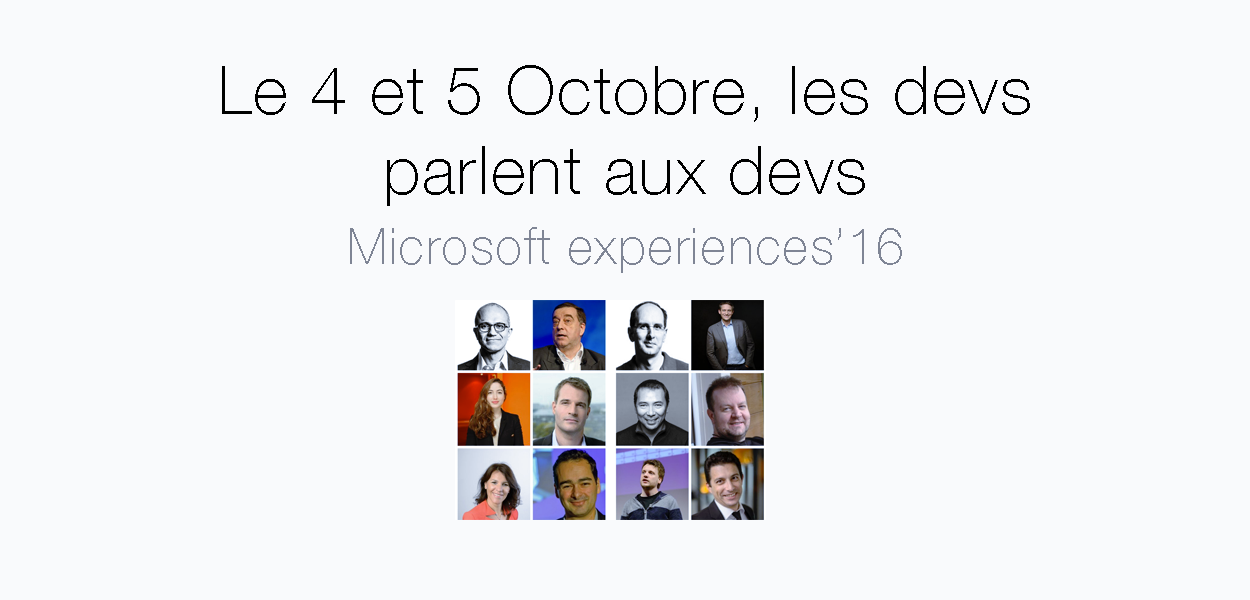 Le 4 et 5 Octobre, les devs
parlent aux devs
Microsoft experiences’16